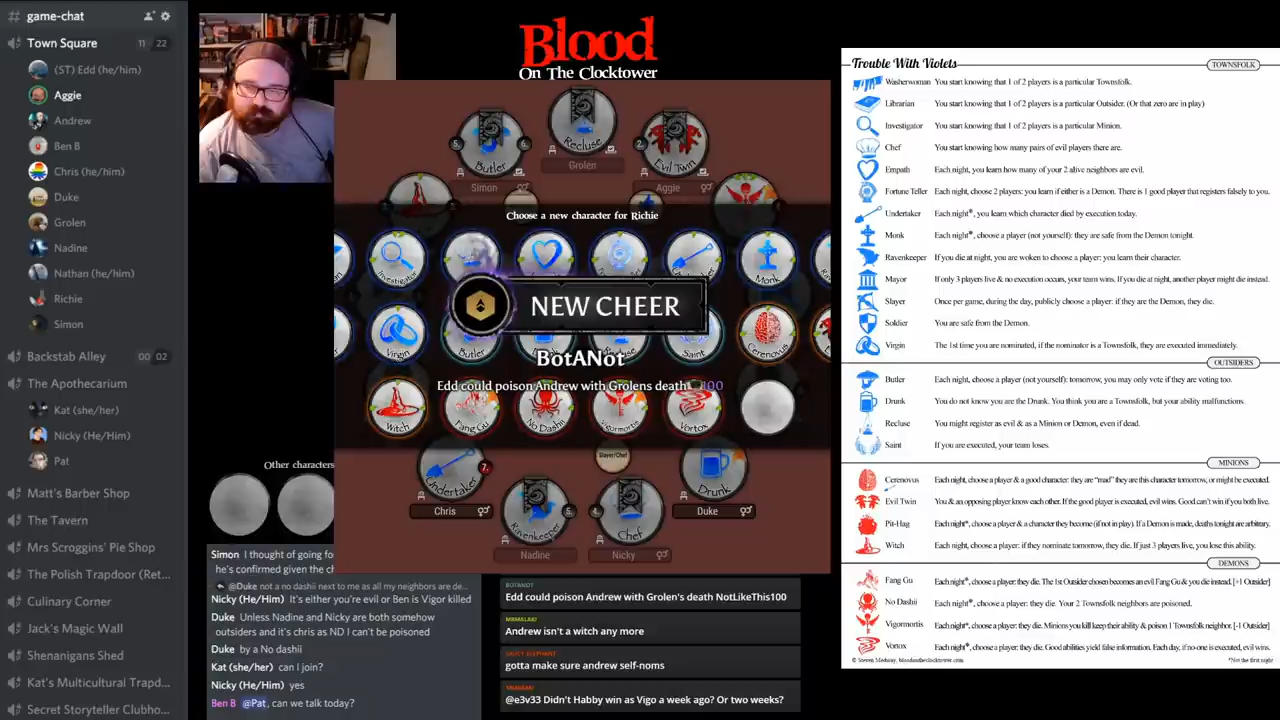 # game-chat
Town Square 11 22
(ST) Edd (he/him)
Aggie
Andrew
Ben B
Chris (he/him)
Duke
Grolen
Nadine
Nathan (he/him)
Richie
Simon
Backstab Alley 00 02
The Apothecarium
Kat (she/her)
Nicky (He/Him)
Pat
Matt's Barber Shop
The Tavern
Mrs Scroggins' Pie Shop
The Polish Trapdoor (Ret...
Culinary Corner
Jack's Magic Wall
Shenanigans Shed
Kat's Multicultural Trapd...
Secret Storyteller Clubho...
Blood
On The Clocktower
Butler
Simon
Recluse
Grolen
Evil Twin
Aggie
Choose a new character for Richie
Investigator
Monk
Virgin
Butler
Saint
Cerenovus
NEW CHEER
BotANot
Edd could poison Andrew with Grolens death 100
Witch
Fang Gu
No Dashii
Vigormortis
Vortox
Undertaker
Chris
Slayer/Chef
Nadine
Chef
Nicky
Drunk
Duke
Other characters
Simon I thought of going fo
he's confirmed given the ch
@Duke not a no dashii next to me as all my neighbors are de...
Nicky (He/Him) It's either you're evil or Ben is Vigor killed
Duke Unless Nadine and Nicky are both somehow
outsiders and it's chris as ND I can't be poisoned
Duke by a No dashii
Kat (she/her) can I join?
Nicky (He/Him) yes
Ben B @Pat, can we talk today?
BOTANOT
Edd could poison Andrew with Grolen's death NotLikeThis100
Andrew isn't a witch any more
SAUCY_ELEPHANT
gotta make sure andrew self-noms
@e3v33 Didn't Habby win as Vigo a week ago? Or two weeks?
Trouble With Violets
TOWNSFOLK
Washerwoman You start knowing that 1 of 2 players is a particular Townsfolk.
Librarian You start knowing that 1 of 2 players is a particular Outsider. (Or that zero are in play)
Investigator You start knowing that 1 of 2 players is a particular Minion.
Chef You start knowing how many pairs of evil players there are.
Empath Each night, you learn how many of your 2 alive neighbors are evil.
Fortune Teller Each night, choose 2 players: you learn if either is a Demon. There is 1 good player that registers falsely to you.
Undertaker Each night*, you learn which character died by execution today.
Monk Each night*, choose a player (not yourself): they are safe from the Demon tonight.
Ravenkeeper If you die at night, you are woken to choose a player: you learn their character.
Mayor If only 3 players live & no execution occurs, your team wins. If you die at night, another player might die instead.
Slayer Once per game, during the day, publicly choose a player: if they are the Demon, they die.
Soldier You are safe from the Demon.
Virgin The 1st time you are nominated, if the nominator is a Townsfolk, they are executed immediately.
OUTSIDERS
Butler Each night, choose a player (not yourself): tomorrow, you may only vote if they are voting too.
Drunk You do not know you are the Drunk. You think you are a Townsfolk, but your ability malfunctions.
Recluse You might register as evil & as a Minion or Demon, even if dead.
Saint If you are executed, your team loses.
MINIONS
Cerenovus Each night, choose a player & a good character: they are "mad" they are this character tomorrow, or might be executed.
Evil Twin You & an opposing player know each other. If the good player is executed, evil wins. Good can't win if you both live.
Pit-Hag Each night*, choose a player & a character they become (if not in play). If a Demon is made, deaths tonight are arbitrary.
Witch Each night, choose a player: if they nominate tomorrow, they die. If just 3 players live, you lose this ability.
DEMONS
Fang Gu Each night*, choose a player: they die. The 1st Outsider chosen becomes an evil Fang Gu & you die instead. [+1 Outsider]
No Dashii Each night*, choose a player: they die. Your 2 Townsfolk neighbors are poisoned.
Vigormortis Each night*, choose a player: they die. Minions you kill keep their ability & poison 1 Townsfolk neighbor. [-1 Outsider]
Vortox Each night*, choose a player: they die. Good abilities yield false information. Each day, if no-one is executed, evil wins.
© Steven Medway, bloodontheclocktower.com
*Not the first night